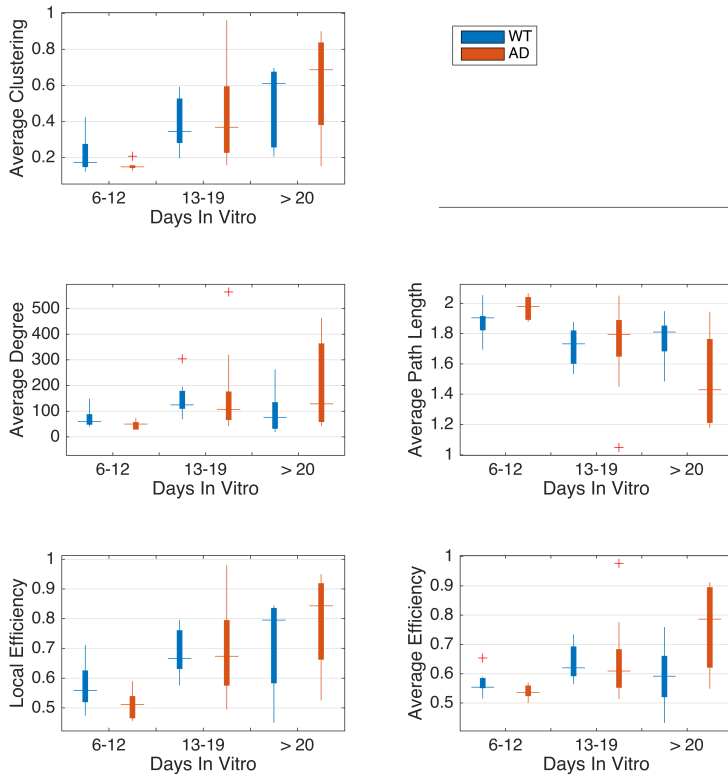 1
0.8
0.6
0.4
0.2
Average Clustering
6-12 13-19 > 20
Days In Vitro
WT
AD
500
400
300
200
100
0
Average Degree
6-12 13-19 > 20
Days In Vitro
2
1.8
1.6
1.4
1.2
1
Average Path Length
6-12 13-19 > 20
Days In Vitro
1
0.9
0.8
0.7
0.6
0.5
Local Efficiency
6-12 13-19 > 20
Days In Vitro
1
0.9
0.8
0.7
0.6
0.5
Average Efficiency
6-12 13-19 > 20
Days In Vitro